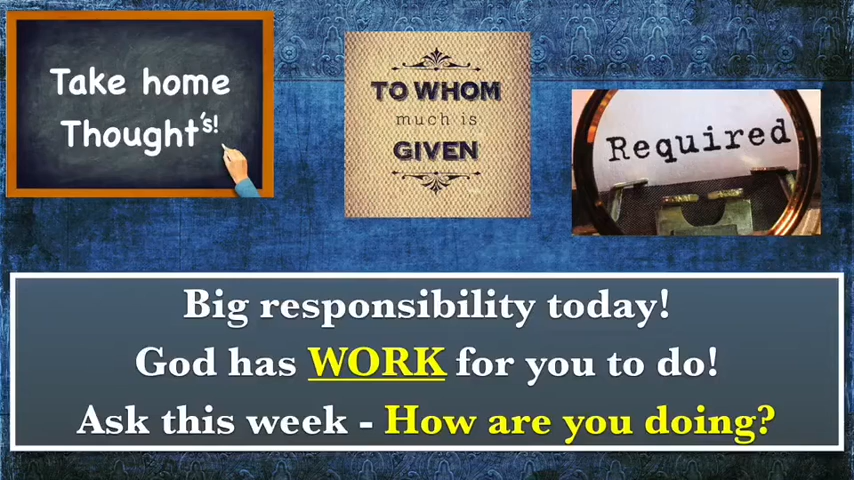 Take home
Thought's!
TO WHOM
much is
GIVEN
Required
Big responsibility today!
God has WORK for you to do!
Ask this week - How are you doing?